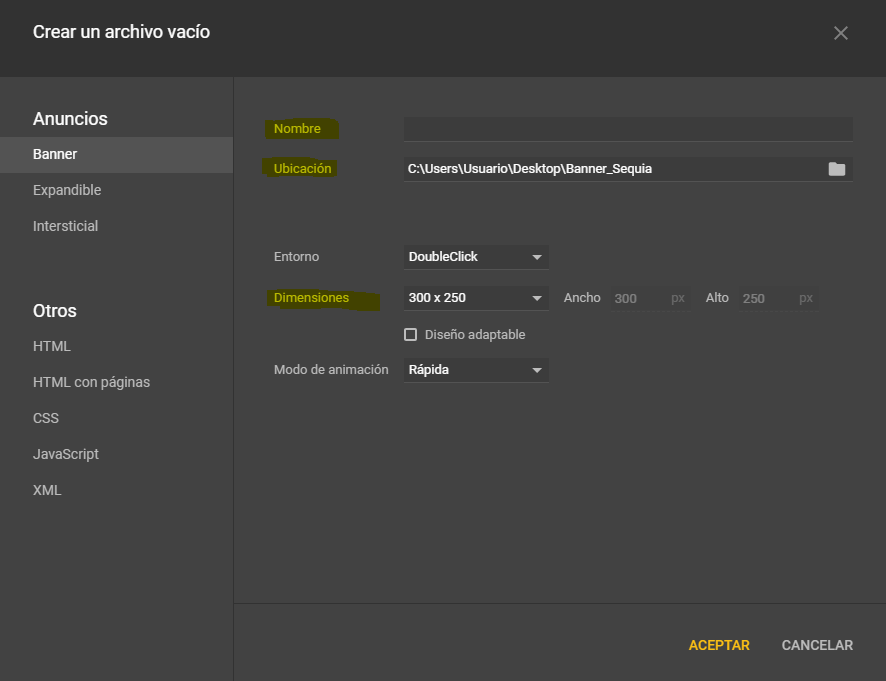 Crear un archivo vacío
Anuncios
Banner
Expandible
Intersticial
Otros
HTML
HTML con páginas
CSS
JavaScript
XML
Nombre
Ubicación C:\Users\Usuario\Desktop\Banner_Sequia
Entorno DoubleClick
Dimensiones 300 x 250 Ancho 300 px Alto 250 px
Diseño adaptable
Modo de animación Rápida
ACEPTAR CANCELAR